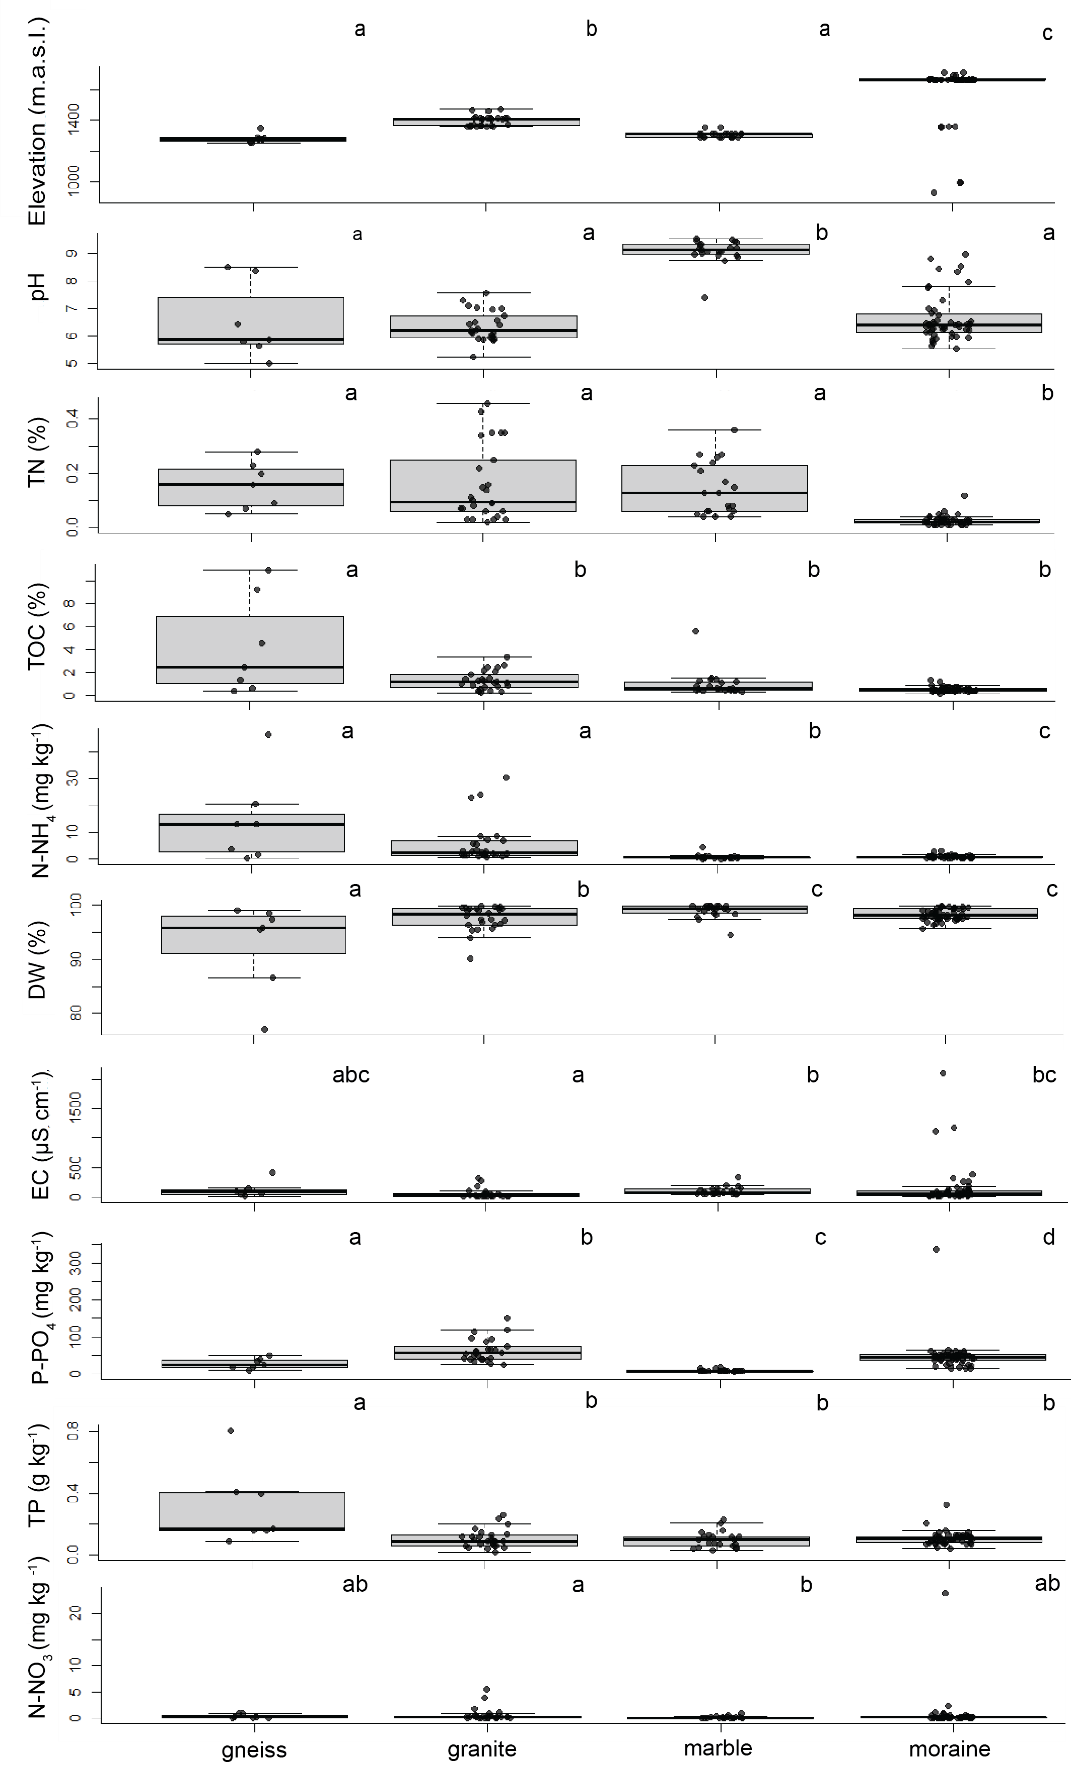 Elevation (m.a.s.l.)
1000 1400
a b a c
pH
5 6 7 8 9
a a b a
TN (%)
0.0 0.2 0.4
a a a b
TOC (%)
0 2 4 6 8
a b b b
N-NH4 (mg kg-1)
0 10 30
a a b c
DW (%)
80 90 100
a b c c
EC (µS cm-1).
0 500 1500
abc a b bc
P-PO4 (mg kg-1)
0 100 200 300
a b c d
TP (g kg-1)
0.0 0.4 0.8
a b b b
N-NO3 (mg kg-1)
0 5 10 20
ab a b ab
gneiss granite marble moraine